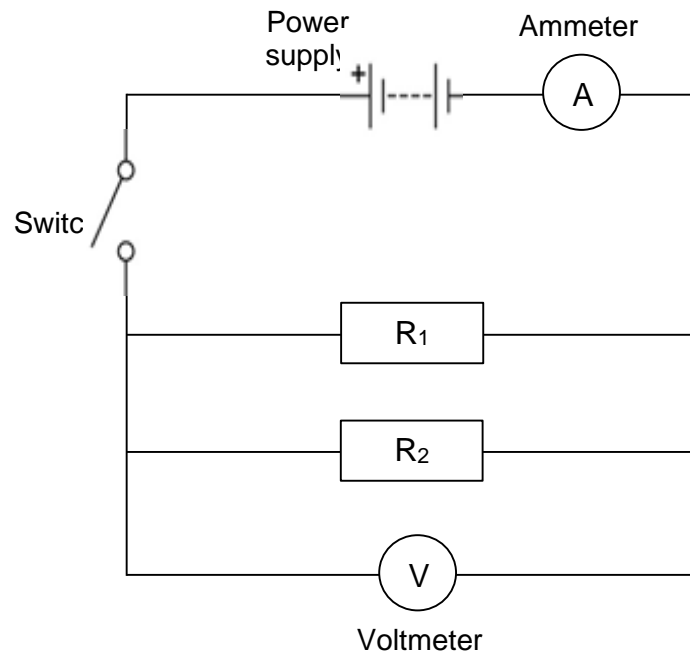 Power
supply
Ammeter
+
A
Switc
R₁
R₂
V
Voltmeter